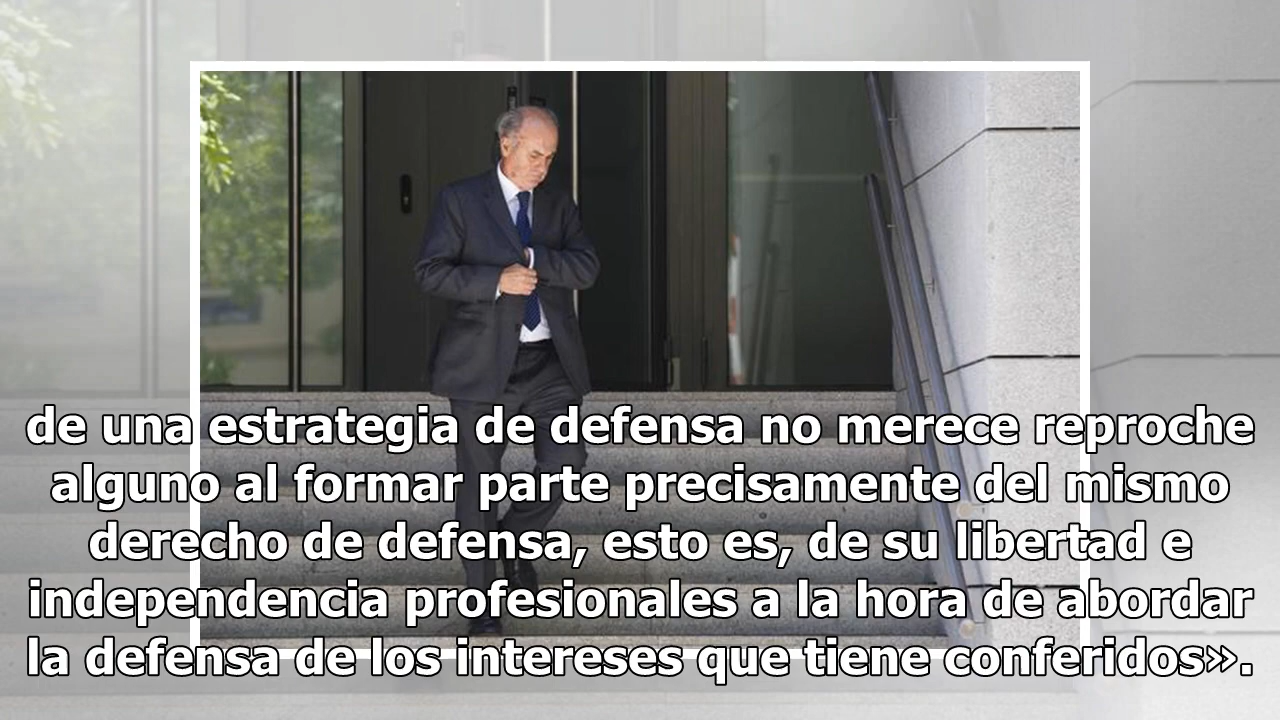 de una estrategia de defensa no merece reproche
alguno al formar parte precisamente del mismo
derecho de defensa, esto es, de su libertad e
independencia profesionales a la hora de abordar
la defensa de los intereses que tiene conferidos».